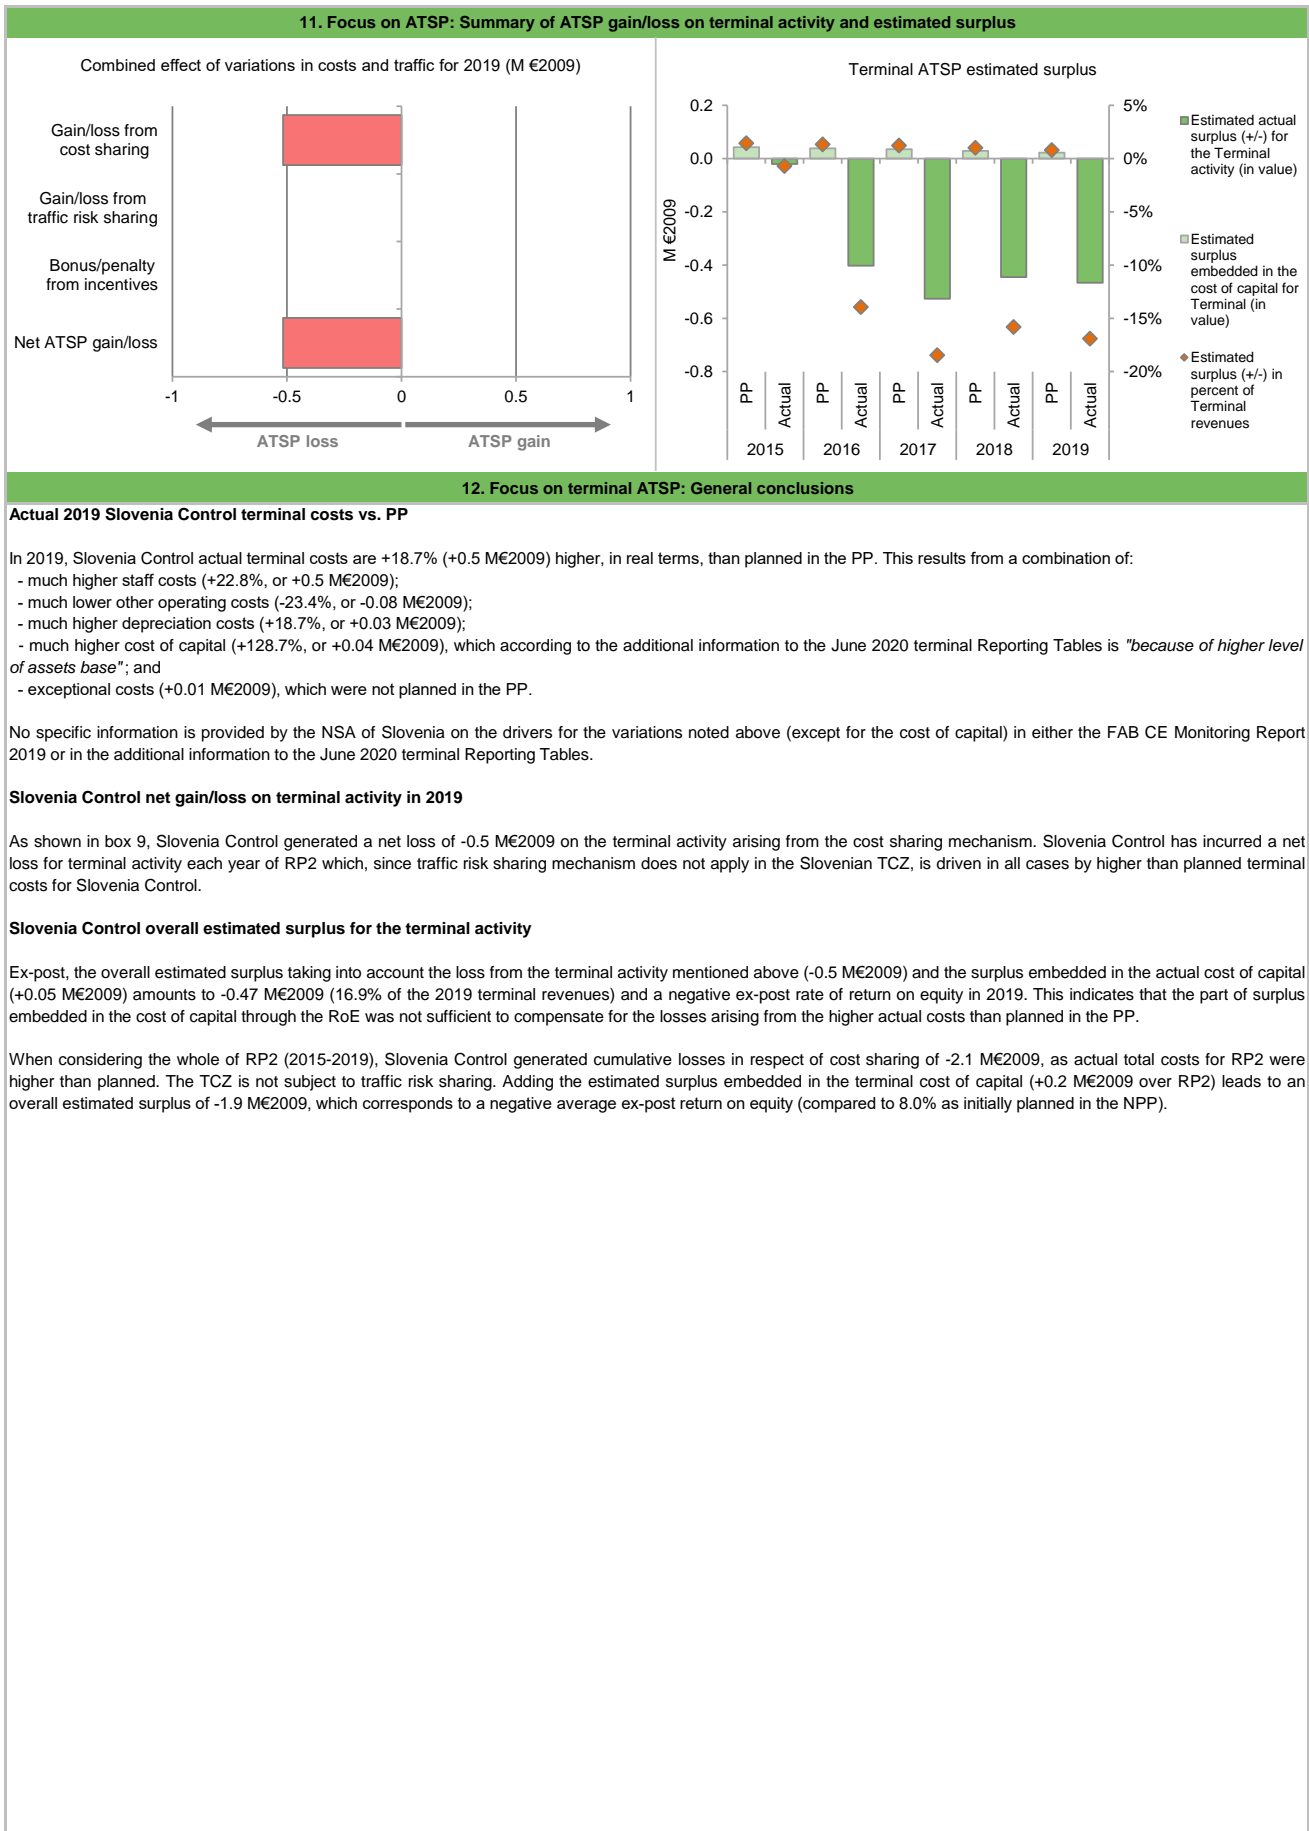 11. Focus on ATSP: Summary of ATSP gain/loss on terminal activity and estimated surplus
Combined effect of variations in costs and traffic for 2019 (M €2009)
Gain/loss from
cost sharing
Gain/loss from
traffic risk sharing
Bonus/penalty
from incentives
Net ATSP gain/loss
-1
-0.5
0
0.5
1
ATSP loss
ATSP gain
Terminal ATSP estimated surplus
M €2009
0.2
0.0
-0.2
-0.4
-0.6
-0.8
5%
0%
-5%
-10%
-15%
-20%
PP
Actual
PP
Actual
PP
Actual
PP
Actual
PP
Actual
2015
2016
2017
2018
2019
Estimated actual
surplus (+/-) for
the Terminal
activity (in value)
Estimated
surplus
embedded in the
cost of capital for
Terminal (in
value)
Estimated
surplus (+/-) in
percent of
Terminal
revenues
12. Focus on terminal ATSP: General conclusions
Actual 2019 Slovenia Control terminal costs vs. PP
In 2019, Slovenia Control actual terminal costs are +18.7% (+0.5 M€2009) higher, in real terms, than planned in the PP. This results from a combination of:
- much higher staff costs (+22.8%, or +0.5 M€2009);
- much lower other operating costs (-23.4%, or -0.08 M€2009);
- much higher depreciation costs (+18.7%, or +0.03 M€2009);
- much higher cost of capital (+128.7%, or +0.04 M€2009), which according to the additional information to the June 2020 terminal Reporting Tables is "because of higher level
of assets base"; and
- exceptional costs (+0.01 M€2009), which were not planned in the PP.
No specific information is provided by the NSA of Slovenia on the drivers for the variations noted above (except for the cost of capital) in either the FAB CE Monitoring Report
2019 or in the additional information to the June 2020 terminal Reporting Tables.
Slovenia Control net gain/loss on terminal activity in 2019
As shown in box 9, Slovenia Control generated a net loss of -0.5 M€2009 on the terminal activity arising from the cost sharing mechanism. Slovenia Control has incurred a net
loss for terminal activity each year of RP2 which, since traffic risk sharing mechanism does not apply in the Slovenian TCZ, is driven in all cases by higher than planned terminal
costs for Slovenia Control.
Slovenia Control overall estimated surplus for the terminal activity
Ex-post, the overall estimated surplus taking into account the loss from the terminal activity mentioned above (-0.5 M€2009) and the surplus embedded in the actual cost of capital
(+0.05 M€2009) amounts to -0.47 M€2009 (16.9% of the 2019 terminal revenues) and a negative ex-post rate of return on equity in 2019. This indicates that the part of surplus
embedded in the cost of capital through the RoE was not sufficient to compensate for the losses arising from the higher actual costs than planned in the PP.
When considering the whole of RP2 (2015-2019), Slovenia Control generated cumulative losses in respect of cost sharing of -2.1 M€2009, as actual total costs for RP2 were
higher than planned. The TCZ is not subject to traffic risk sharing. Adding the estimated surplus embedded in the terminal cost of capital (+0.2 M€2009 over RP2) leads to an
overall estimated surplus of -1.9 M€2009, which corresponds to a negative average ex-post return on equity (compared to 8.0% as initially planned in the NPP).